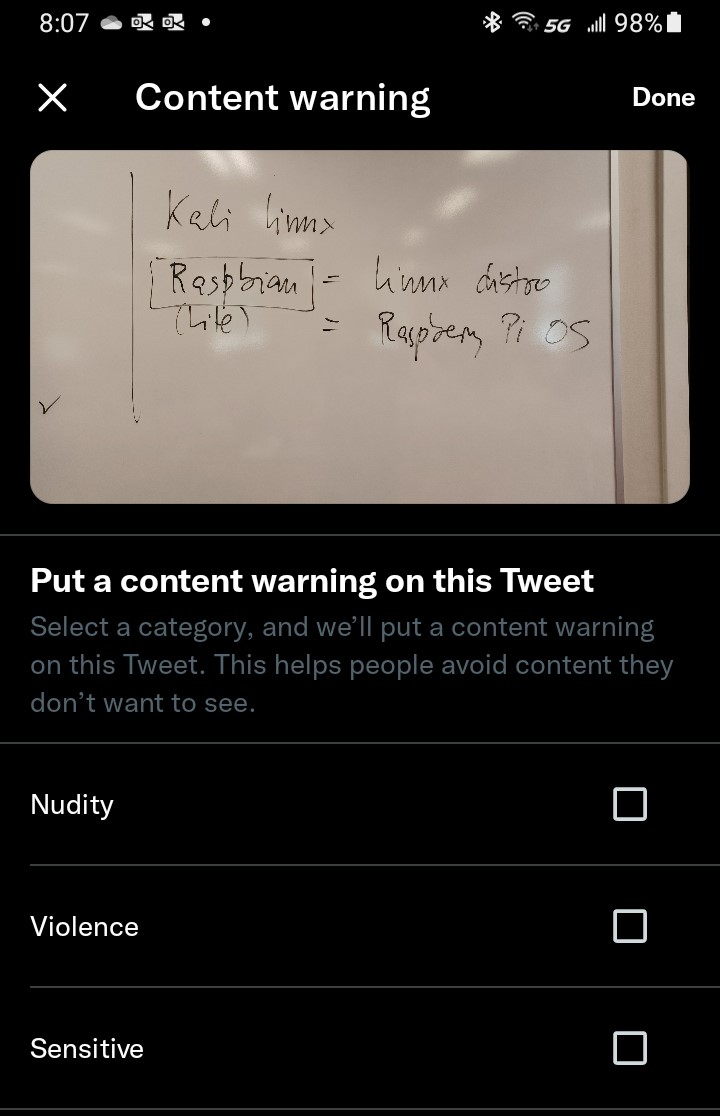 8:07 5G 98%
Content warning Done
Kali Linux
Raspbian = Linux distro
(Lite) = Raspberry Pi OS
Put a content warning on this Tweet
Select a category, and we’ll put a content warning
on this Tweet. This helps people avoid content they
don’t want to see.
Nudity
Violence
Sensitive